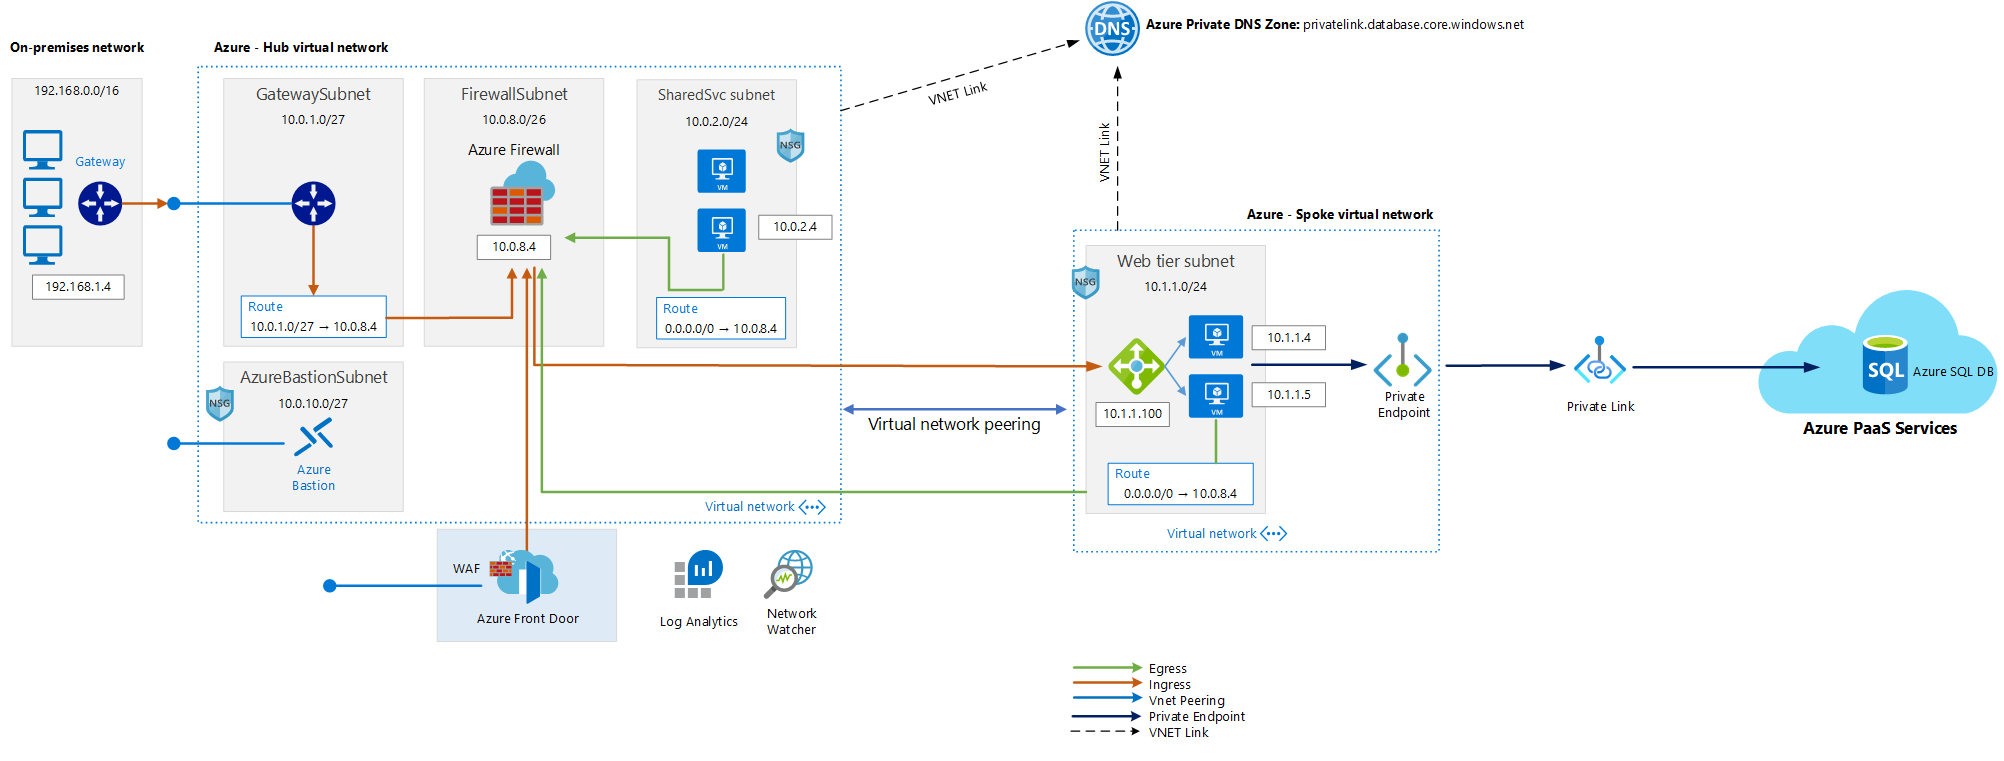 On-premises network
192.168.0.0/16
Gateway
192.168.1.4
Azure - Hub virtual network
GatewaySubnet
10.0.1.0/27
Route
10.0.1.0/27 → 10.0.8.4
FirewallSubnet
10.0.8.0/26
Azure Firewall
10.0.8.4
SharedSvc subnet
10.0.2.0/24
NSG
VM
VM
10.0.2.4
Route
0.0.0.0/0 → 10.0.8.4
AzureBastionSubnet
10.0.10.0/27
NSG
Azure
Bastion
Virtual network
WAF
Azure Front Door
Log Analytics
Network
Watcher
DNS
Azure Private DNS Zone: privatelink.database.core.windows.net
VNET Link
VNET Link
Virtual network peering
Azure - Spoke virtual network
Web tier subnet
10.1.1.0/24
NSG
VM
10.1.1.4
VM
10.1.1.5
10.1.1.100
Route
0.0.0.0/0 → 10.0.8.4
Virtual network
Private
Endpoint
Private Link
SQL
Azure SQL DB
Azure PaaS Services
Egress
Ingress
Vnet Peering
Private Endpoint
VNET Link